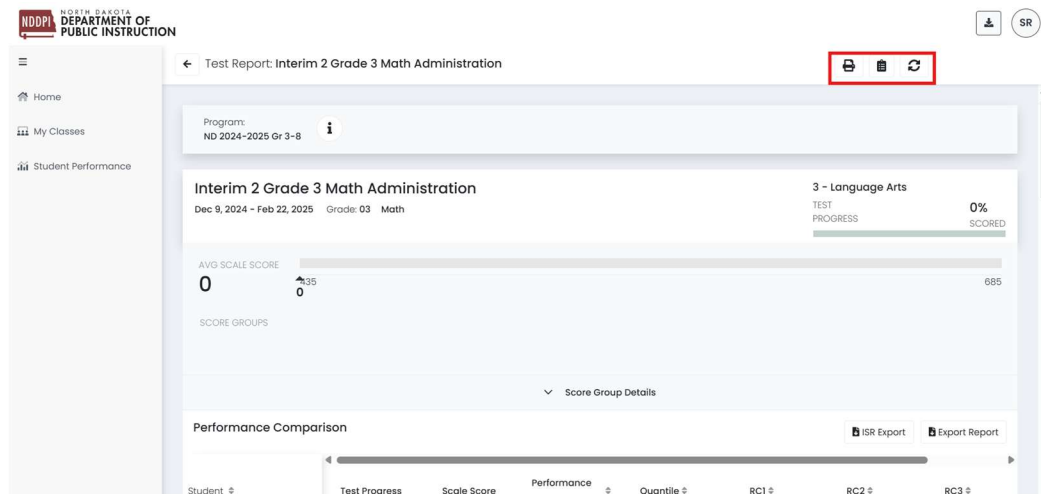 NDDPI
NORTH DAKOTA
DEPARTMENT OF
PUBLIC INSTRUCTION
SR
Test Report: Interim 2 Grade 3 Math Administration
Home
My Classes
Student Performance
Program:
ND 2024-2025 Gr 3-8
i
Interim 2 Grade 3 Math Administration
Dec 9, 2024 - Feb 22, 2025 Grade: 03 Math
3 - Language Arts
TEST
PROGRESS
0%
SCORED
AVG SCALE SCORE
0
435
685
0
SCORE GROUPS
Score Group Details
Performance Comparison
ISR Export
Export Report
Student
Test Progress
Scale Score
Performance
Quantile
RC1
RC2
RC3